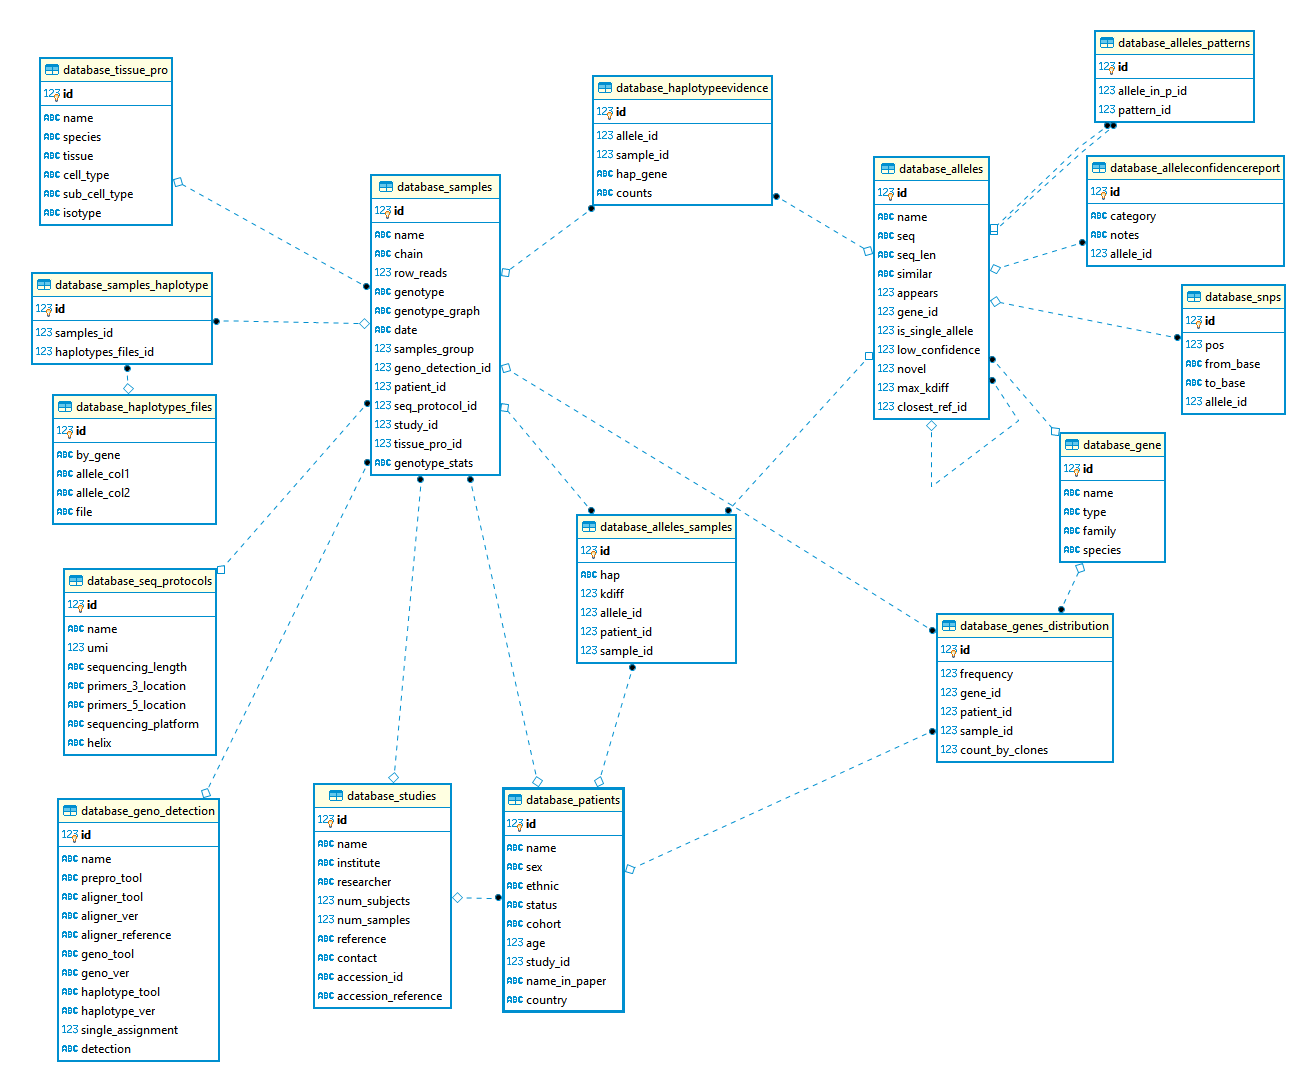 database_tissue_pro
123 id
ABC name
ABC species
ABC tissue
ABC cell_type
ABC sub_cell_type
ABC isotype
database_samples_haplotype
123 id
123 samples_id
123 haplotypes_files_id
database_haplotypes_files
123 id
ABC by_gene
ABC allele_col1
ABC allele_col2
ABC file
database_seq_protocols
123 id
ABC name
123 umi
ABC sequencing_length
ABC primers_3_location
ABC primers_5_location
ABC sequencing_platform
ABC helix
database_geno_detection
123 id
ABC name
ABC prepro_tool
ABC aligner_tool
ABC aligner_ver
ABC aligner_reference
ABC geno_tool
ABC geno_ver
ABC haplotype_tool
ABC haplotype_ver
123 single_assignment
ABC detection
database_samples
123 id
ABC name
ABC chain
123 row_reads
ABC genotype
ABC genotype_graph
ABC date
123 samples_group
123 geno_detection_id
123 patient_id
123 seq_protocol_id
123 study_id
123 tissue_pro_id
ABC genotype_stats
database_studies
123 id
ABC name
ABC institute
ABC researcher
123 num_subjects
123 num_samples
ABC reference
ABC contact
ABC accession_id
ABC accession_reference
database_patients
123 id
ABC name
ABC sex
ABC ethnic
ABC status
ABC cohort
123 age
123 study_id
ABC name_in_paper
ABC country
database_haplotypeevidence
123 id
123 allele_id
123 sample_id
ABC hap_gene
ABC counts
database_alleles_samples
123 id
ABC hap
123 kdiff
123 allele_id
123 patient_id
123 sample_id
database_alleles
123 id
ABC name
ABC seq
ABC seq_len
ABC similar
123 appears
123 gene_id
123 is_single_allele
123 low_confidence
123 novel
123 max_kdiff
123 closest_ref_id
database_alleles_patterns
123 id
123 allele_in_p_id
123 pattern_id
database_alleleconfidencereport
123 id
ABC category
ABC notes
123 allele_id
database_snps
123 id
123 pos
ABC from_base
ABC to_base
123 allele_id
database_gene
123 id
ABC name
ABC type
ABC family
ABC species
database_genes_distribution
123 id
123 frequency
123 gene_id
123 patient_id
123 sample_id
123 count_by_clones